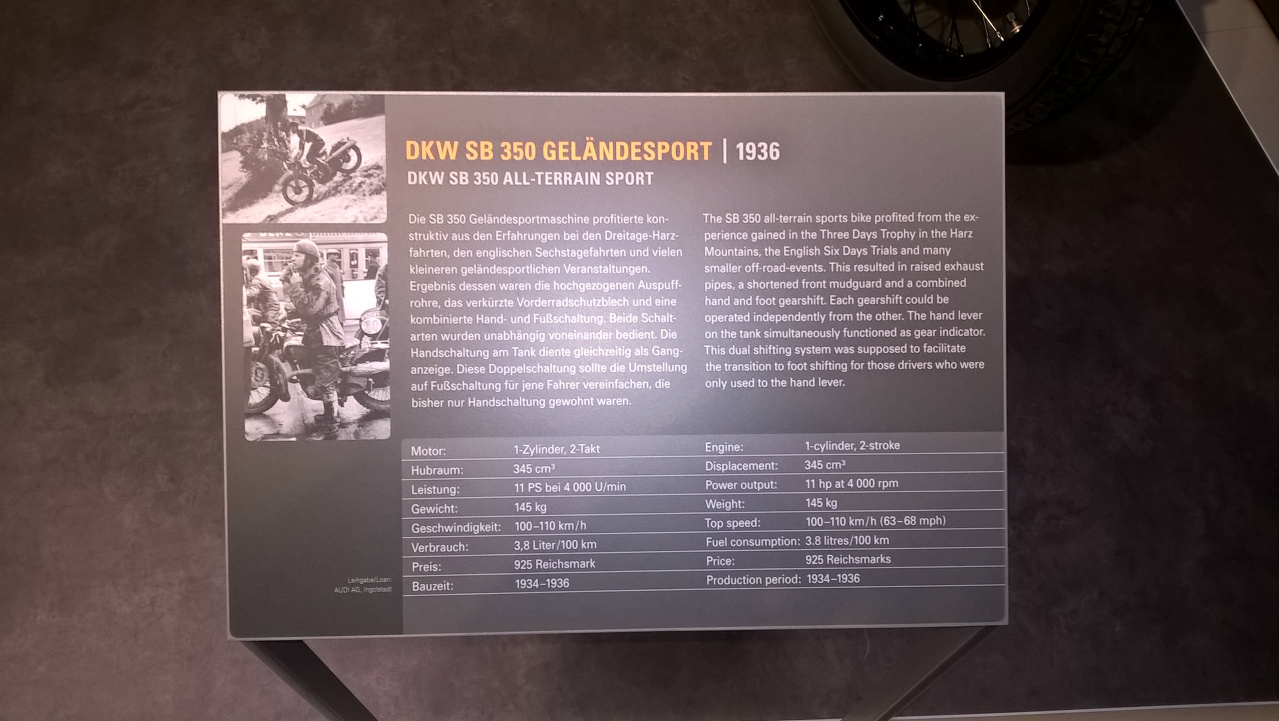 DKW SB 350 GELÄNDESPORT | 1936
DKW SB 350 ALL-TERRAIN SPORT
Die SB 350 Geländesportmaschine profitierte kon-
struktiv aus den Erfahrungen bei den Dreitage-Harz-
fahrten, den englischen Sechstagefahrten und vielen
kleineren geländesportlichen Veranstaltungen.
Ergebnis dessen waren die hochgezogenen Auspuff-
rohre, das verkürzte Vorderradschutzblech und eine
kombinierte Hand- und Fußschaltung. Beide Schalt-
arten wurden unabhängig voneinander bedient. Die
Handschaltung am Tank diente gleichzeitig als Gang-
anzeige. Diese Doppelschaltung sollte die Umstellung
auf Fußschaltung für jene Fahrer vereinfachen, die
bisher nur Handschaltung gewohnt waren.
The SB 350 all-terrain sports bike profited from the ex-
perience gained in the Three Days Trophy in the Harz
Mountains, the English Six Days Trials and many
smaller off-road-events. This resulted in raised exhaust
pipes, a shortened front mudguard and a combined
hand and foot gearshift. Each gearshift could be
operated independently from the other. The hand lever
on the tank simultaneously functioned as gear indicator.
This dual shifting system was supposed to facilitate
the transition to foot shifting for those drivers who were
only used to the hand lever.
Motor: 1-Zylinder, 2-Takt
Hubraum: 345 cm³
Leistung: 11 PS bei 4 000 U/min
Gewicht: 145 kg
Geschwindigkeit: 100–110 km/h
Verbrauch: 3,8 Liter/100 km
Preis: 925 Reichsmark
Bauzeit: 1934–1936
Engine: 1-cylinder, 2-stroke
Displacement: 345 cm³
Power output: 11 hp at 4 000 rpm
Weight: 145 kg
Top speed: 100–110 km/h (63–68 mph)
Fuel consumption: 3.8 litres/100 km
Price: 925 Reichsmarks
Production period: 1934–1936
Leihgabe/Loan:
AUDI AG, Ingolstadt